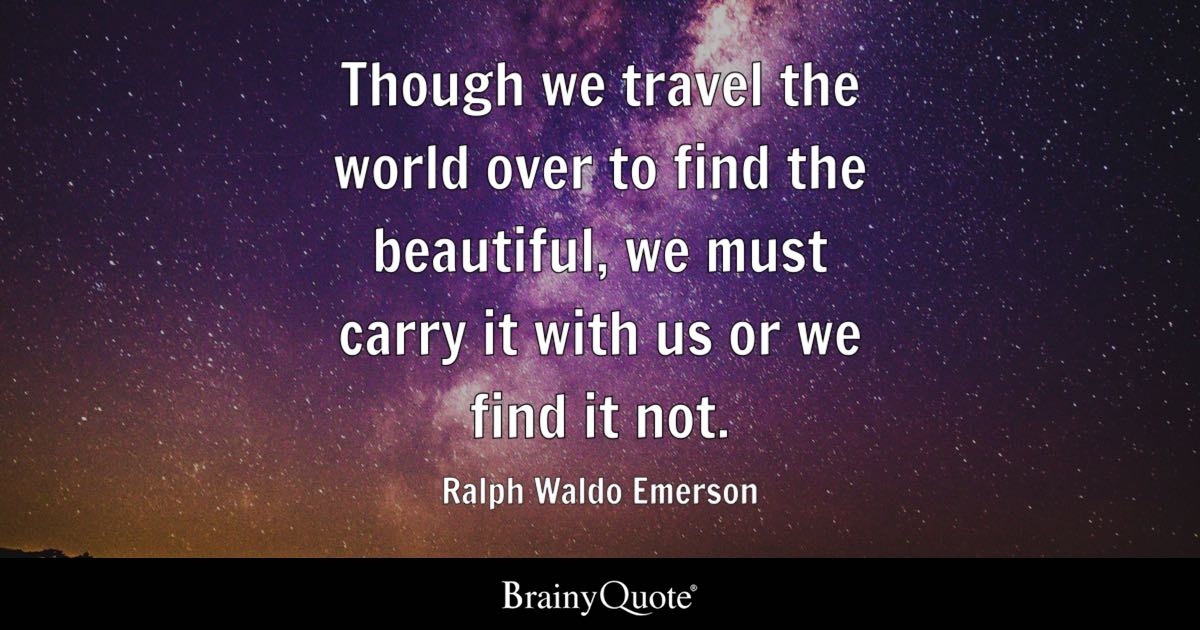 Though we travel the
world over to find the
beautiful, we must
carry it with us or we
find it not.
Ralph Waldo Emerson
BrainyQuote®